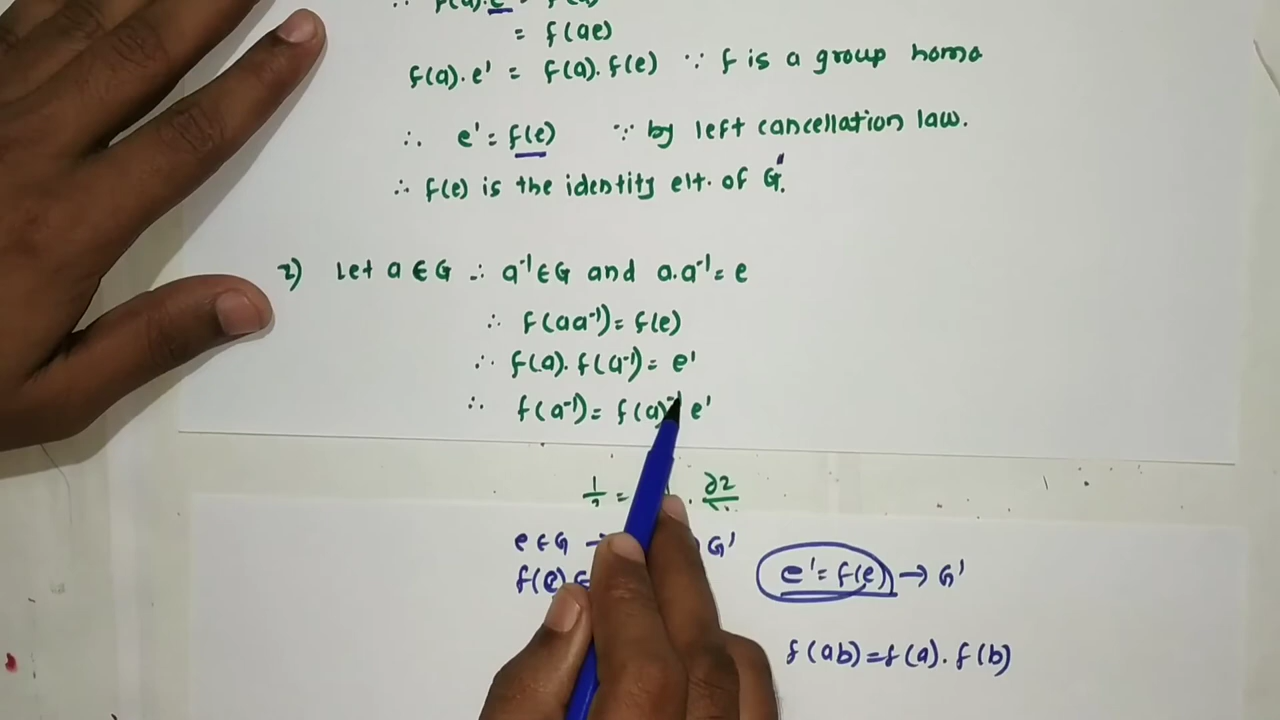 = f(ae)
f(a). e' = f(a). f(e) ∵ f is a group homo
∴ e' = f(e) ∵ by left cancellation law.
∴ f(e) is the identity elt. of G'.
2) Let a ∈ G ∴ a⁻¹ ∈ G and a.a⁻¹ = e
∴ f(aa⁻¹) = f(e)
∴ f(a). f(a⁻¹) = e'
∴ f(a⁻¹) = f(a)⁻¹ e'
e ∈ G → G'
f(e) ∈
e' = f(e) → G'
f(ab) = f(a). f(b)